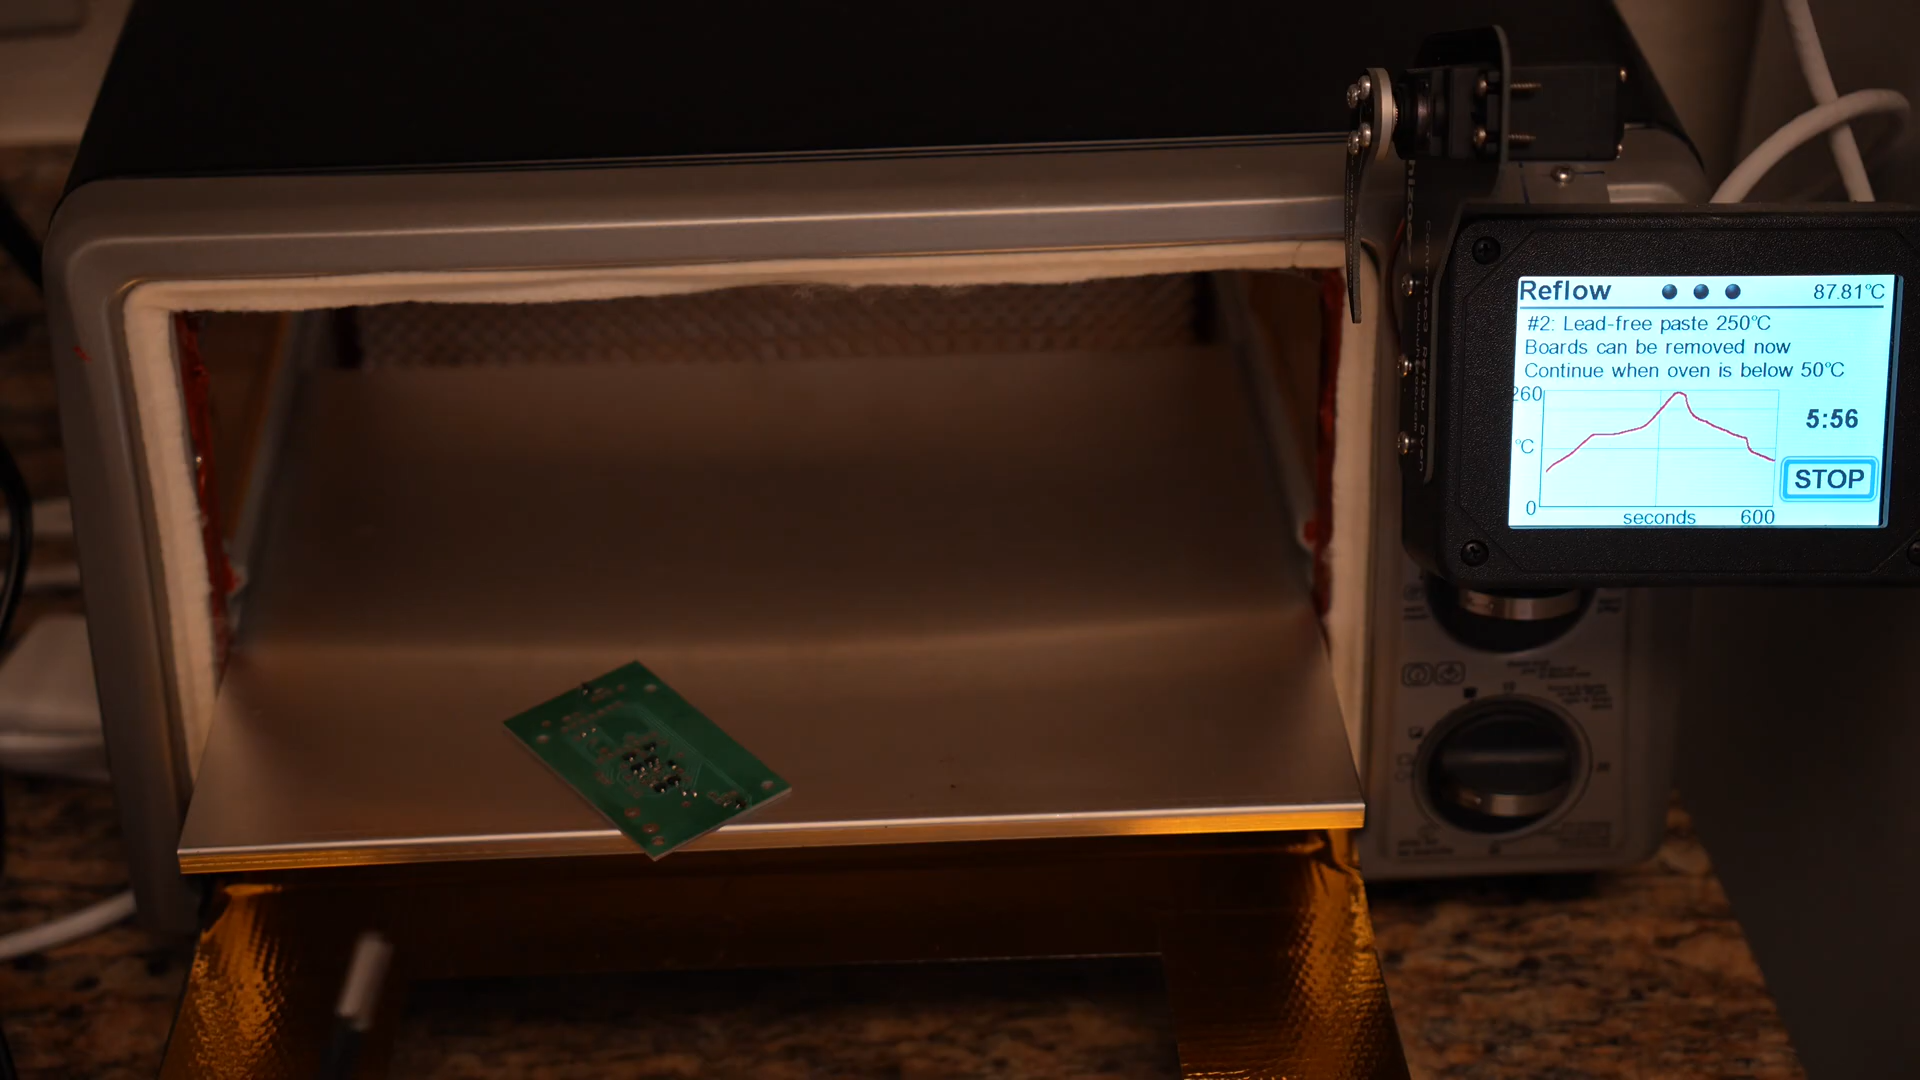 Reflow 87.81℃
#2: Lead-free paste 250℃
Boards can be removed now
Continue when oven is below 50℃
260
℃
5:56
STOP
0 seconds 600